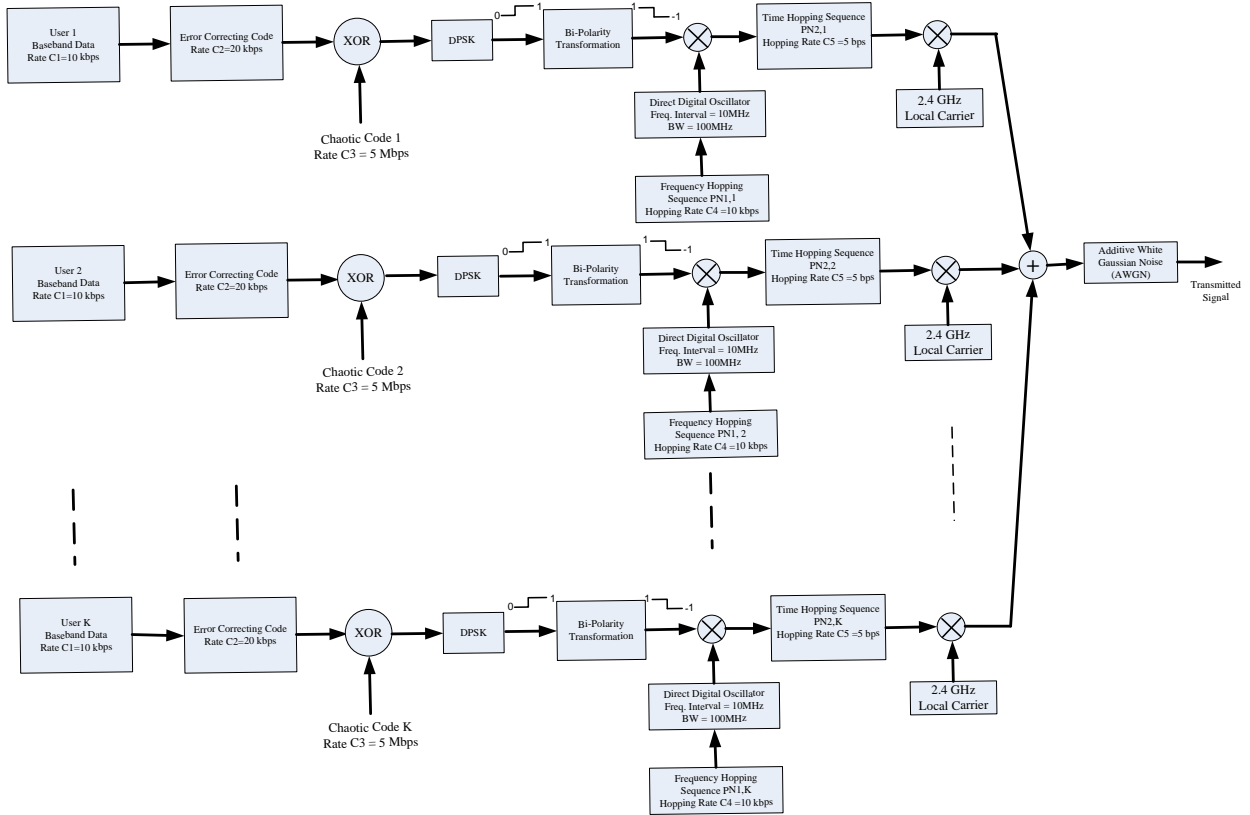 User 1
Baseband Data
Rate C1=10 kbps
Error Correcting Code
Rate C2=20 kbps
XOR
Chaotic Code 1
Rate C3 = 5 Mbps
DPSK
0
1
Bi-Polarity
Transformation
1
-1
Direct Digital Oscillator
Freq. Interval = 10MHz
BW = 100MHz
Frequency Hopping
Sequence PN1,1
Hopping Rate C4 =10 kbps
Time Hopping Sequence
PN2,1
Hopping Rate C5 =5 bps
2.4 GHz
Local Carrier
User 2
Baseband Data
Rate C1=10 kbps
Error Correcting Code
Rate C2=20 kbps
XOR
Chaotic Code 2
Rate C3 = 5 Mbps
DPSK
0
1
Bi-Polarity
Transformation
1
-1
Direct Digital Oscillator
Freq. Interval = 10MHz
BW = 100MHz
Frequency Hopping
Sequence PN1, 2
Hopping Rate C4 =10 kbps
Time Hopping Sequence
PN2,2
Hopping Rate C5 =5 bps
2.4 GHz
Local Carrier
+
Additive White
Gaussian Noise
(AWGN)
Transmitted
Signal
User K
Baseband Data
Rate C1=10 kbps
Error Correcting Code
Rate C2=20 kbps
XOR
Chaotic Code K
Rate C3 = 5 Mbps
DPSK
0
1
Bi-Polarity
Transformation
1
-1
Direct Digital Oscillator
Freq. Interval = 10MHz
BW = 100MHz
Frequency Hopping
Sequence PN1,K
Hopping Rate C4 =10 kbps
Time Hopping Sequence
PN2,K
Hopping Rate C5 =5 bps
2.4 GHz
Local Carrier